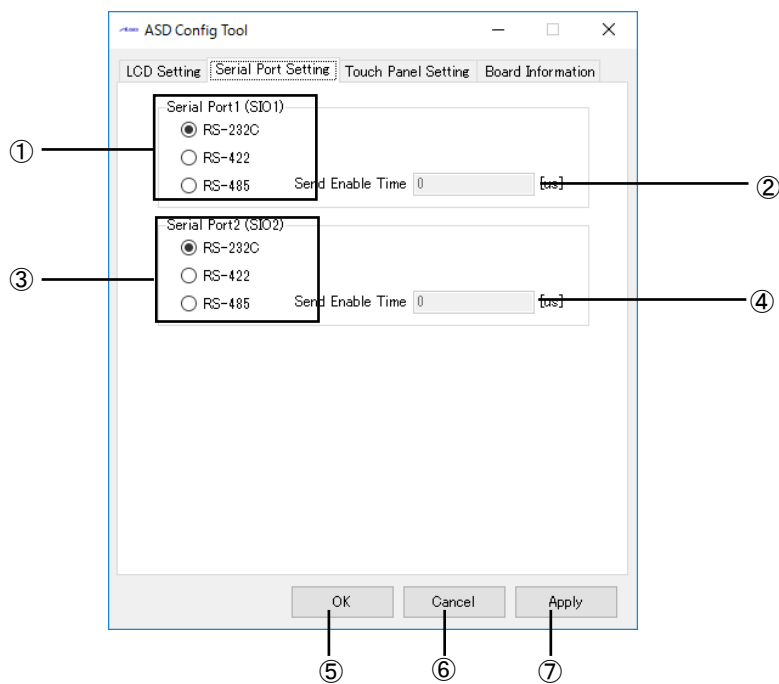 ASD Config Tool
LCD Setting Serial Port Setting Touch Panel Setting Board Information
Serial Port1 (SIO1)
RS-232C
①
RS-422
RS-485 Send Enable Time 0 [us]
②
Serial Port2 (SIO2)
RS-232C
③
RS-422
RS-485 Send Enable Time 0 [us]
④
OK Cancel Apply
⑤ ⑥ ⑦